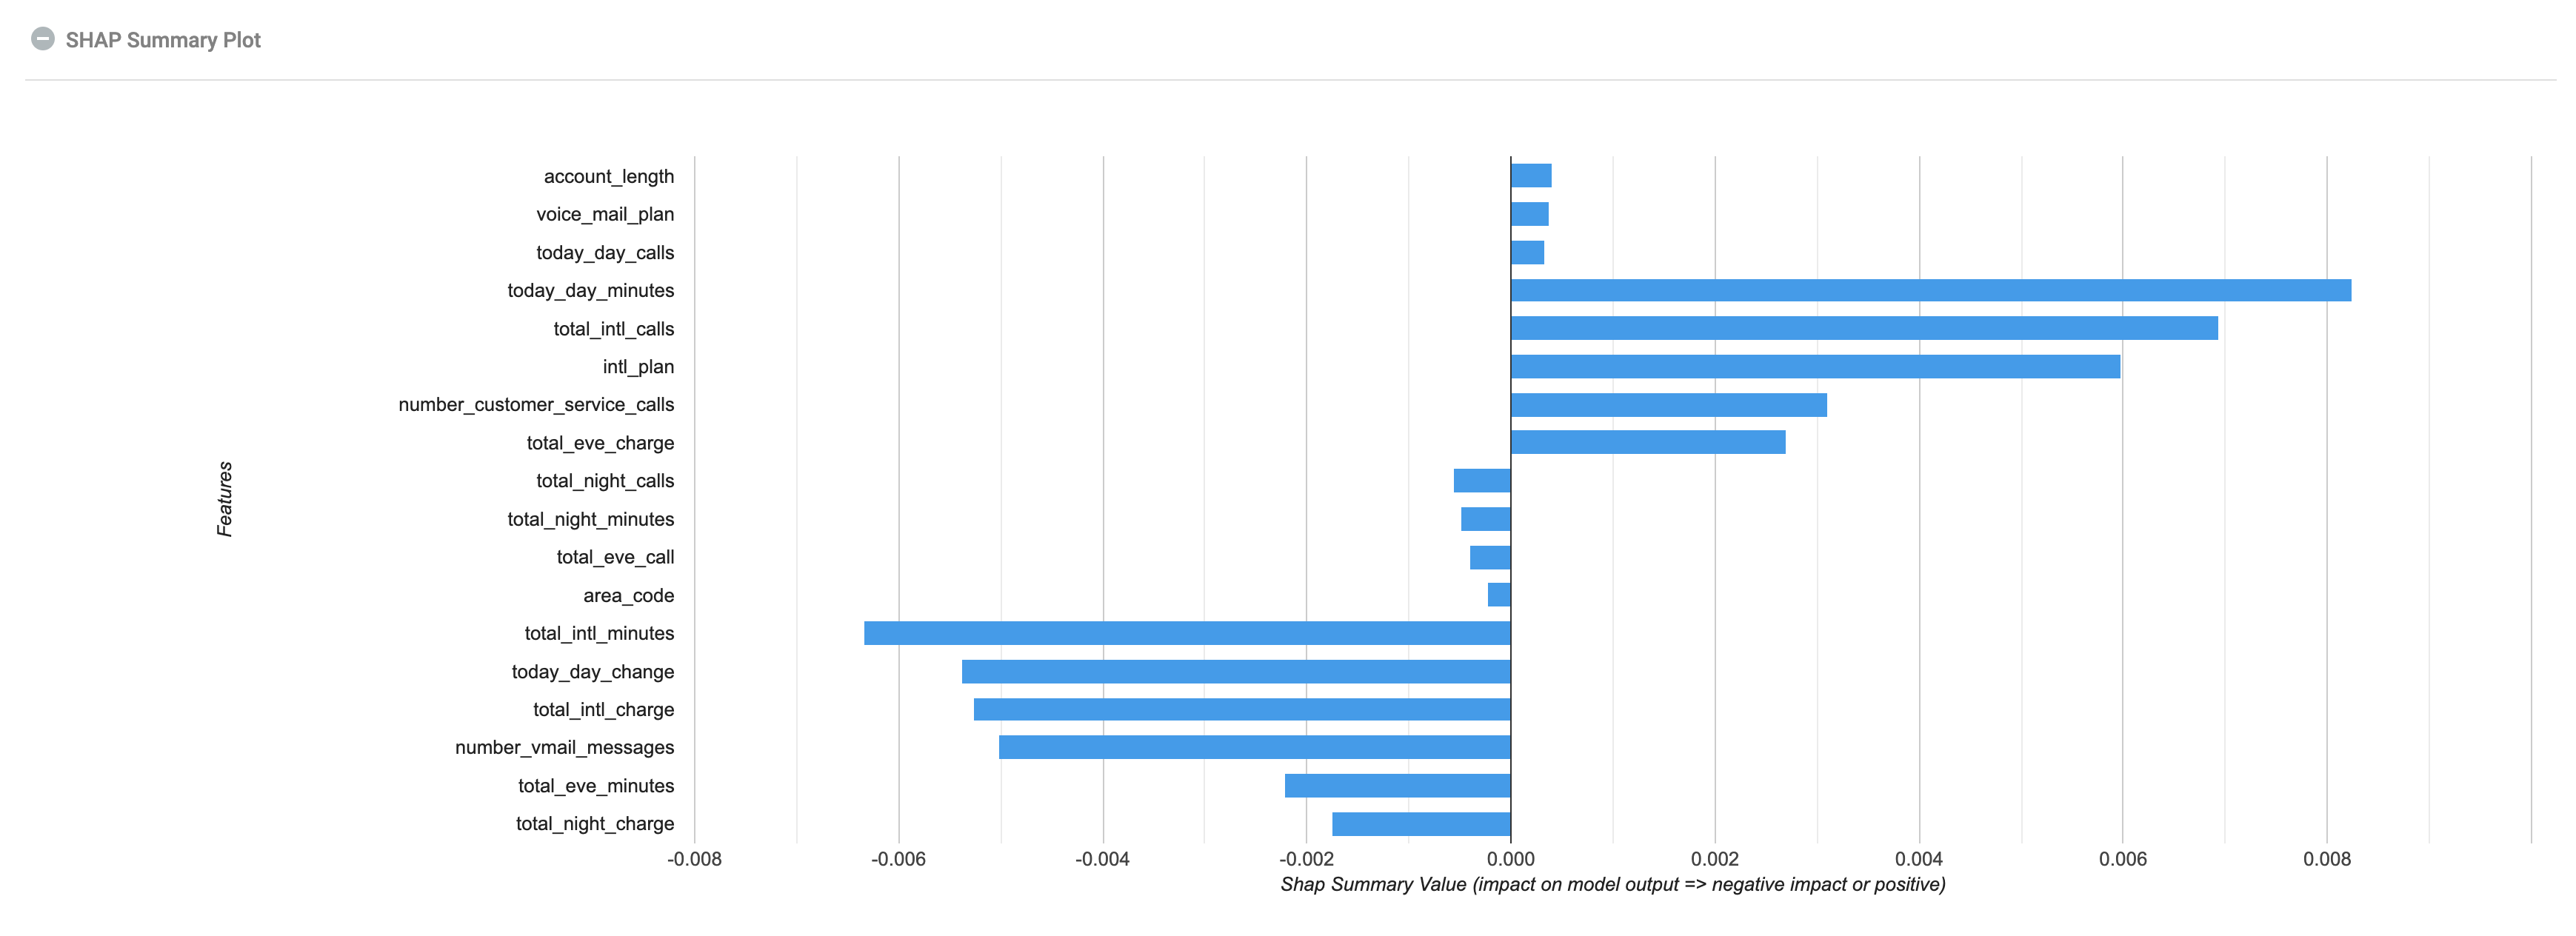 SHAP Summary Plot
Features
account_length
voice_mail_plan
today_day_calls
today_day_minutes
total_intl_calls
intl_plan
number_customer_service_calls
total_eve_charge
total_night_calls
total_night_minutes
total_eve_call
area_code
total_intl_minutes
today_day_change
total_intl_charge
number_vmail_messages
total_eve_minutes
total_night_charge
-0.008 -0.006 -0.004 -0.002 0.000 0.002 0.004 0.006 0.008
Shap Summary Value (impact on model output => negative impact or positive)